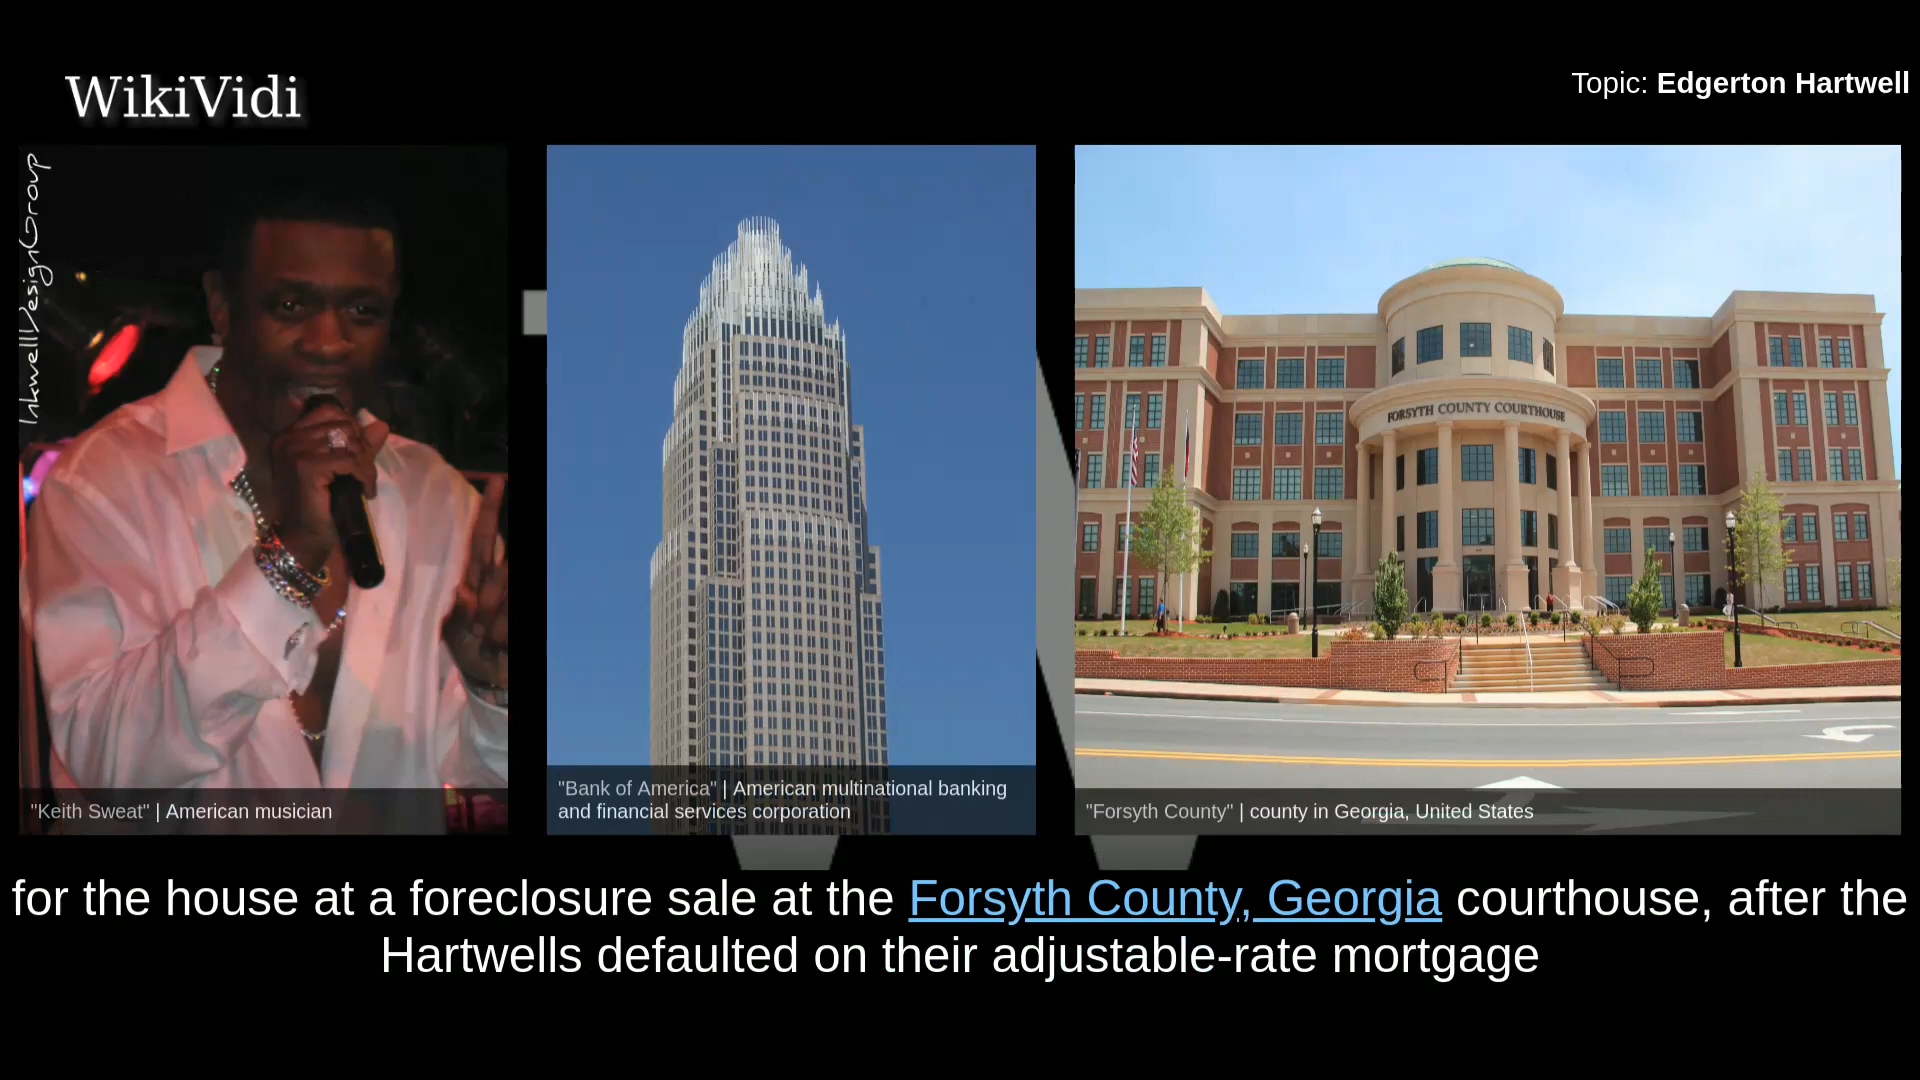 WikiVidi
Topic: Edgerton Hartwell
InkwellDesignGroup
FORSYTH COUNTY COURTHOUSE
"Keith Sweat" | American musician
"Bank of America" | American multinational banking
and financial services corporation
"Forsyth County" | county in Georgia, United States
for the house at a foreclosure sale at the Forsyth County, Georgia courthouse, after the
Hartwells defaulted on their adjustable-rate mortgage